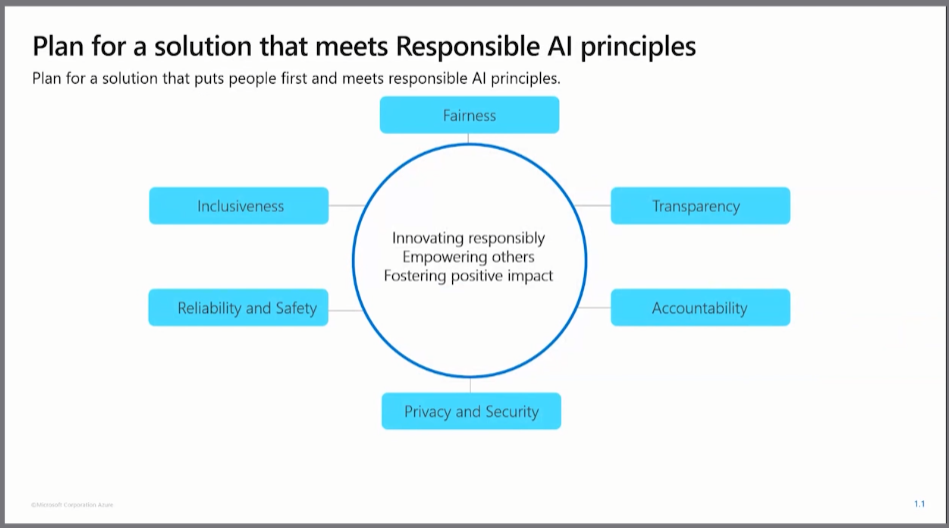 Plan for a solution that meets Responsible AI principles
Plan for a solution that puts people first and meets responsible AI principles.
Fairness
Inclusiveness
Transparency
Innovating responsibly
Empowering others
Fostering positive impact
Reliability and Safety
Accountability
Privacy and Security
©Microsoft Corporation Azure
1.1